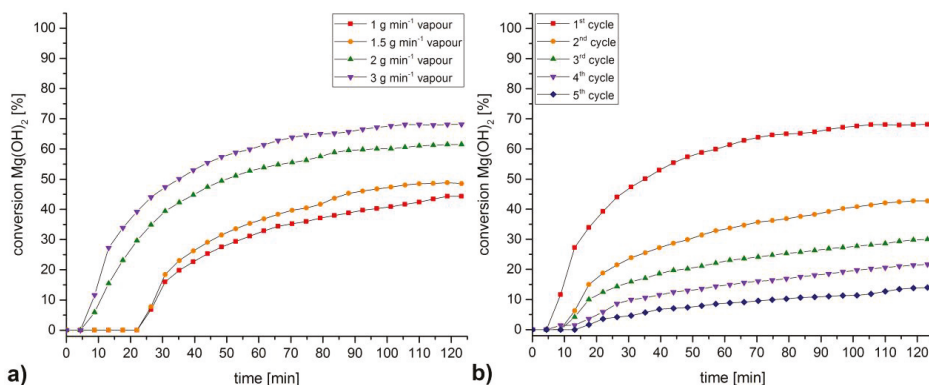 100
90
80
70
60
50
40
30
20
10
0
conversion Mg(OH)₂ [%]
1 g min⁻¹ vapour
1.5 g min⁻¹ vapour
2 g min⁻¹ vapour
3 g min⁻¹ vapour
0 10 20 30 40 50 60 70 80 90 100 110 120
time [min]
a)
100
90
80
70
60
50
40
30
20
10
0
conversion Mg(OH)₂ [%]
1ˢᵗ cycle
2ⁿᵈ cycle
3ʳᵈ cycle
4ᵗʰ cycle
5ᵗʰ cycle
0 10 20 30 40 50 60 70 80 90 100 110 120
time [min]
b)